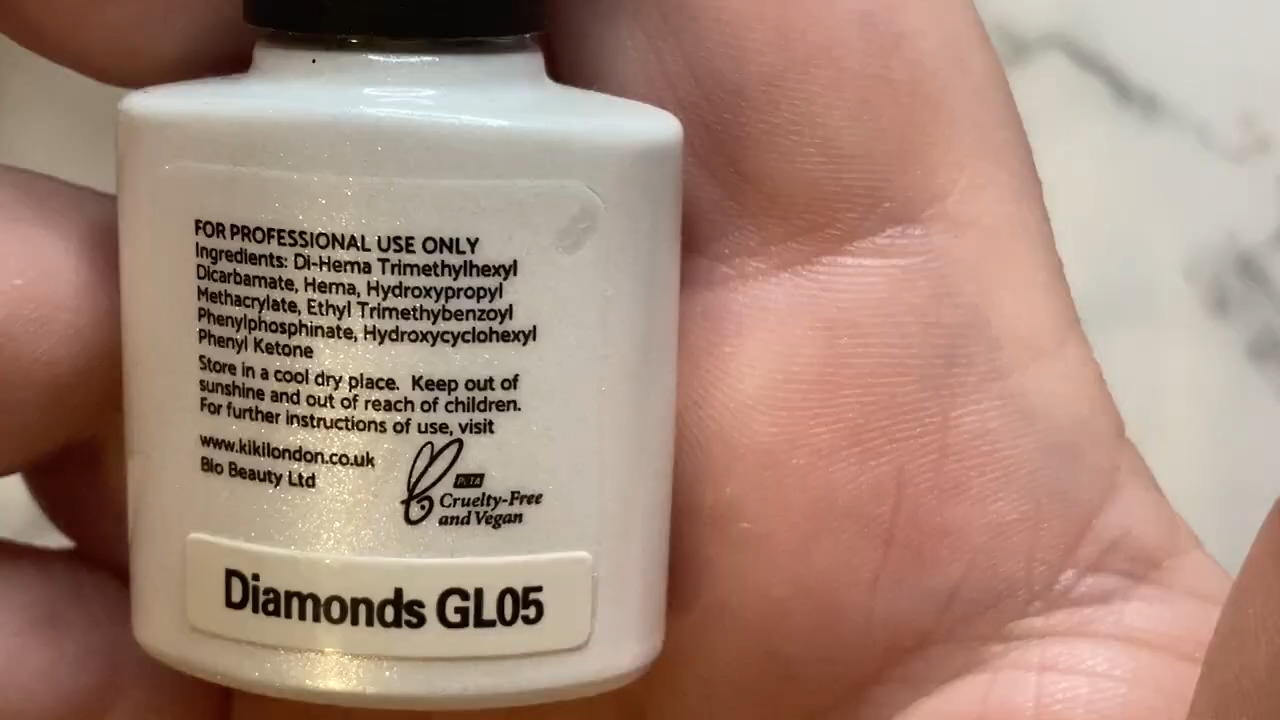 FOR PROFESSIONAL USE ONLY
Ingredients: Di-Hema Trimethylhexyl
Dicarbamate, Hema, Hydroxypropyl
Methacrylate, Ethyl Trimethybenzoyl
Phenylphosphinate, Hydroxycyclohexyl
Phenyl Ketone
Store in a cool dry place. Keep out of
sunshine and out of reach of children.
For further instructions of use, visit
www.kikilondon.co.uk
Bio Beauty Ltd
PETA
Cruelty-Free
and Vegan
Diamonds GL05